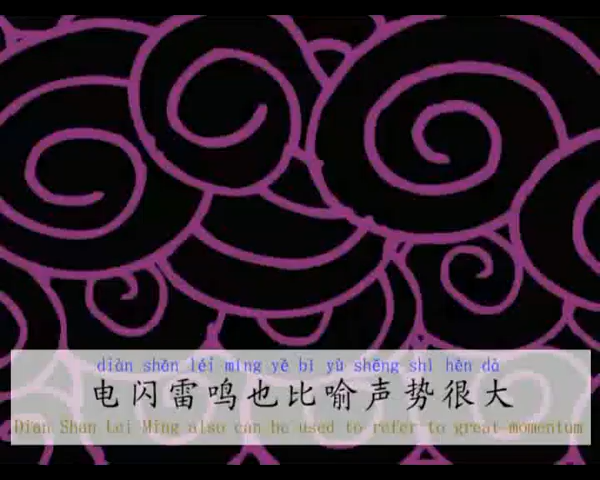 diàn shǎn léi míng yě bǐ yù shēng shì hěn dà
电闪雷鸣也比喻声势很大
Dian Shan Lei Ming also can be used to refer to great momentum